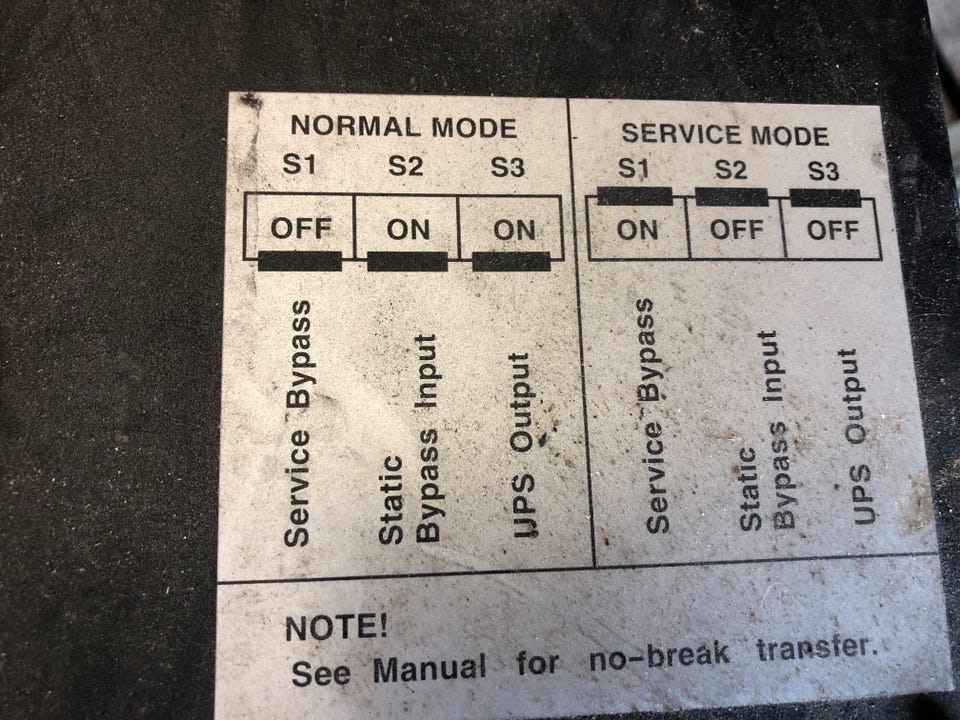 NORMAL MODE
S1 S2 S3
OFF ON ON
Service Bypass
Static
Bypass Input
UPS Output
SERVICE MODE
S1 S2 S3
ON OFF OFF
Service Bypass
Static
Bypass Input
UPS Output
NOTE!
See Manual for no-break transfer.